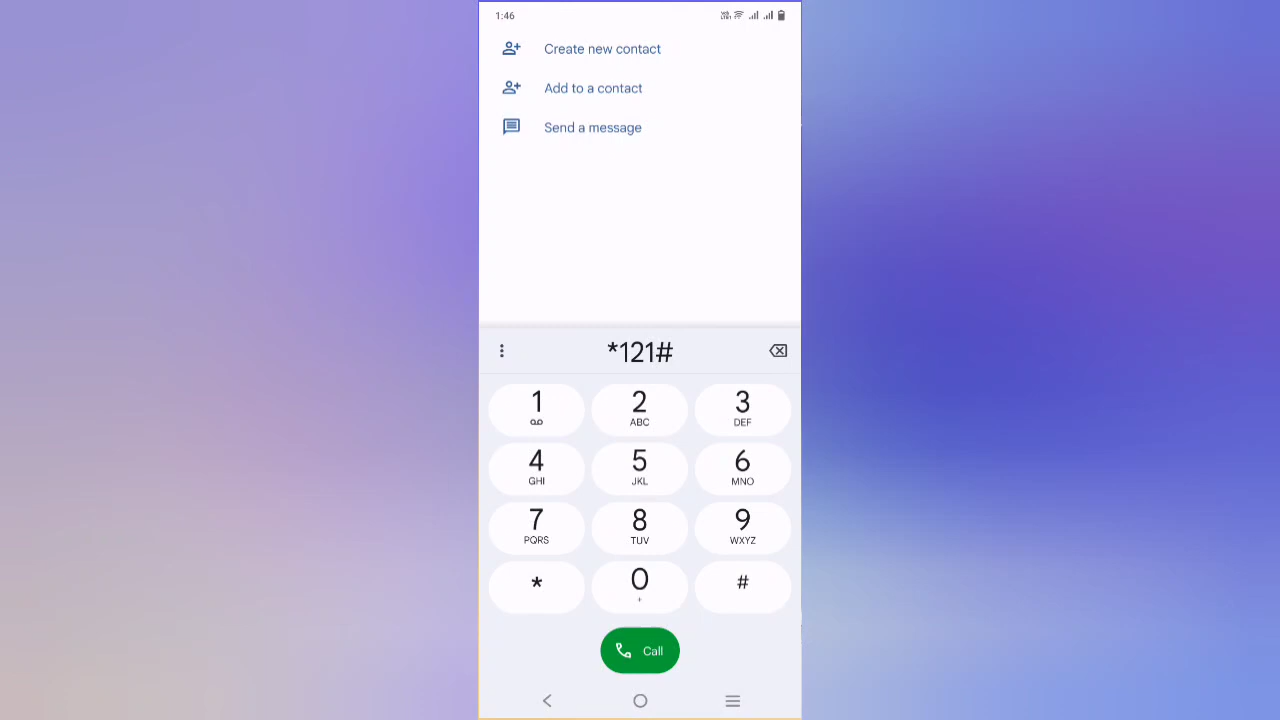 1:46
Create new contact
Add to a contact
Send a message
*121#
1 2 3
ABC DEF
4 5 6
GHI JKL MNO
7 8 9
PQRS TUV WXYZ
* 0 #
+
Call